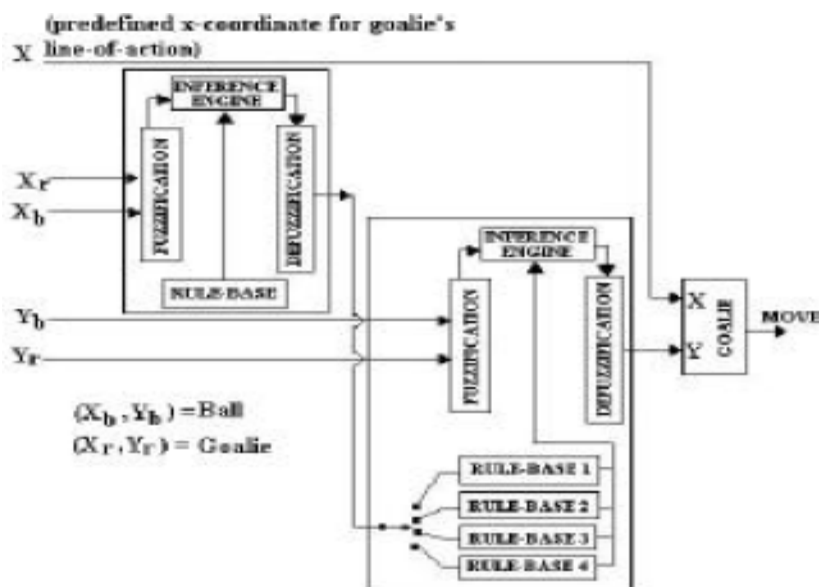 (predefined x-coordinate for goalie's
X line-of-action)
INFERENCE
ENGINE
FUZZIFICATION
DEFUZZIFICATION
RULE-BASE
Xr
Xb
Yb
Yr
INFERENCE
ENGINE
FUZZIFICATION
DEFUZZIFICATION
X
Y
GOALIE
MOVE
(Xb, Yb) = Ball
(Xr, Yr) = Goalie
RULE-BASE 1
RULE-BASE 2
RULE-BASE 3
RULE-BASE 4